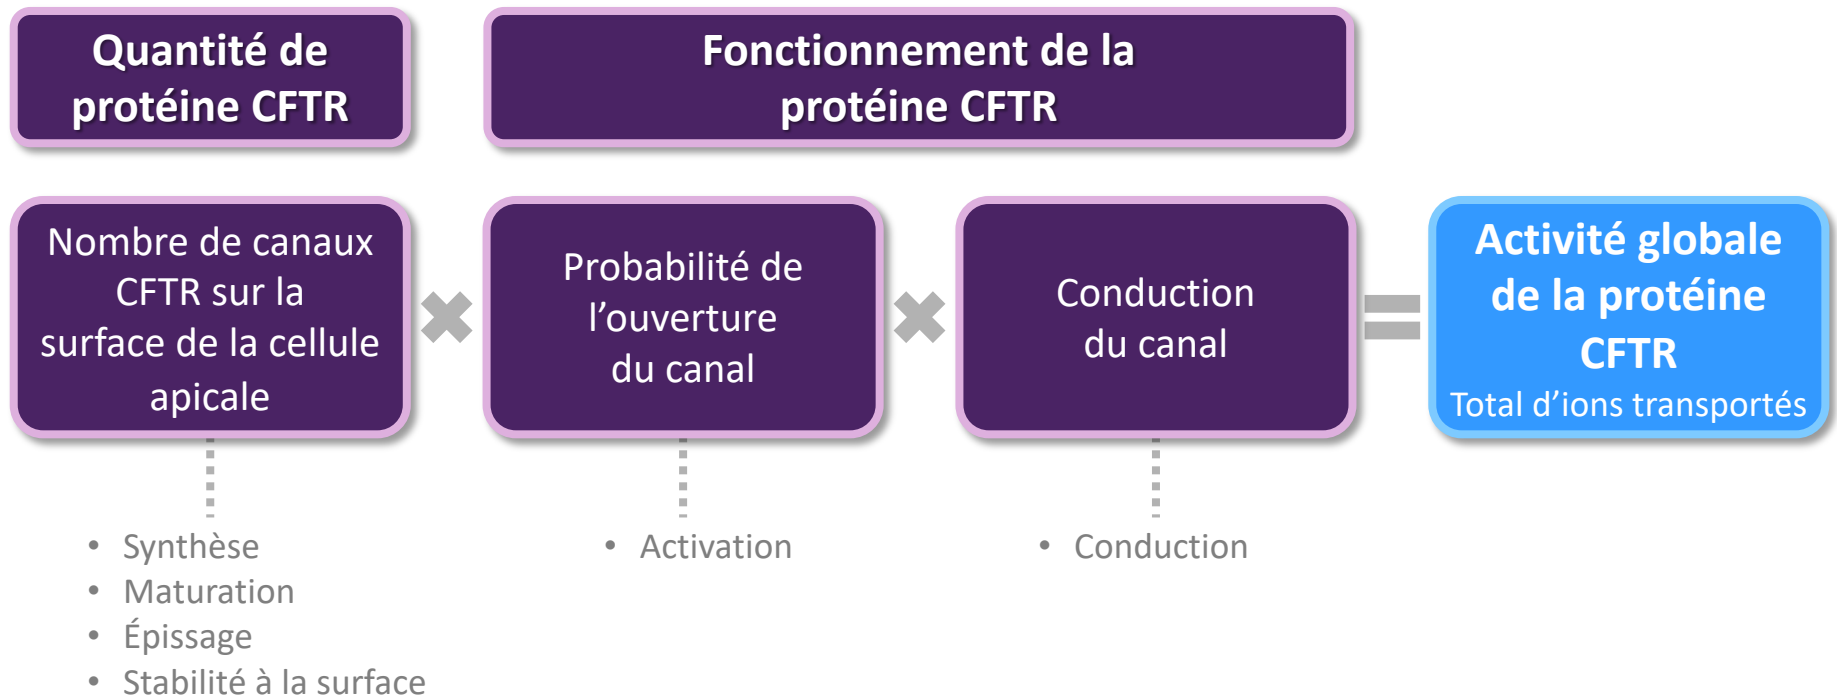 Quantité de
protéine CFTR
Fonctionnement de la
protéine CFTR
Nombre de canaux
CFTR sur la
surface de la cellule
apicale
Probabilité de
l’ouverture
du canal
Conduction
du canal
Activité globale
de la protéine
CFTR
Total d’ions transportés
• Synthèse
• Maturation
• Épissage
• Stabilité à la surface
• Activation
• Conduction